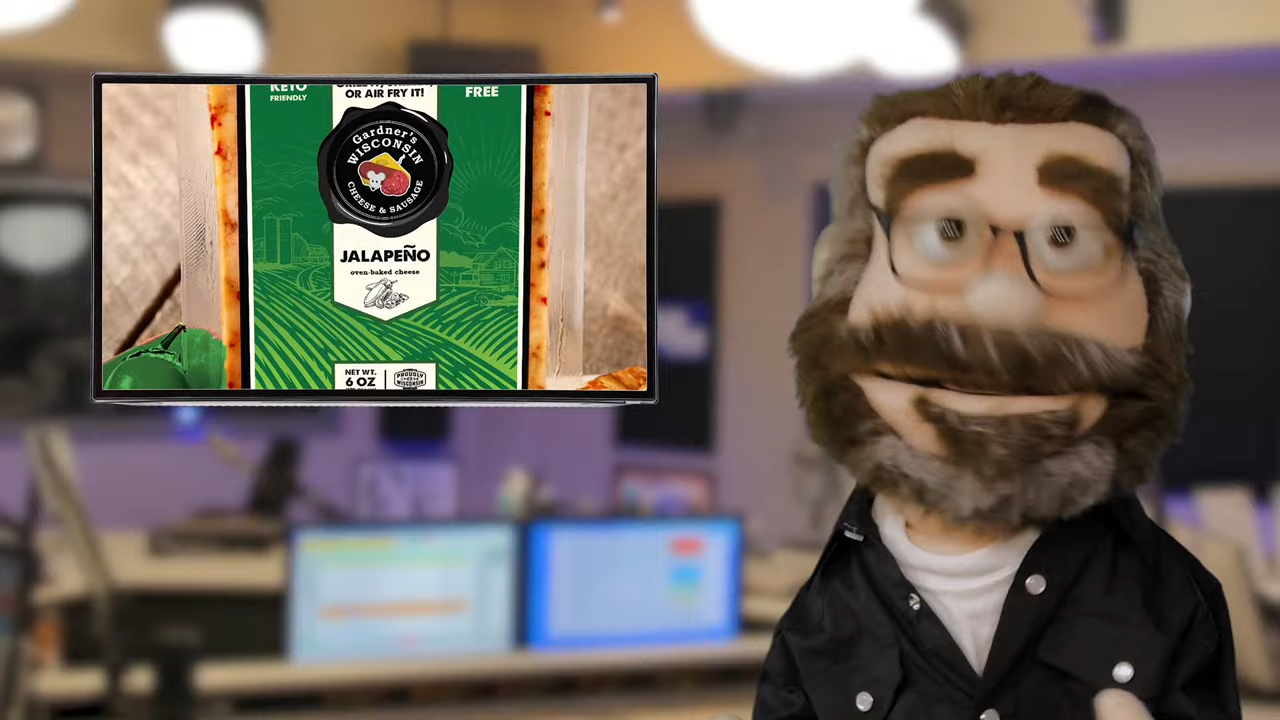 KETO
FRIENDLY
OR AIR FRY IT!
FREE
Gardner's
WISCONSIN
CHEESE & SAUSAGE
JALAPEÑO
oven-baked cheese
NET WT.
6 OZ
PROUDLY
WISCONSIN
CHEESE